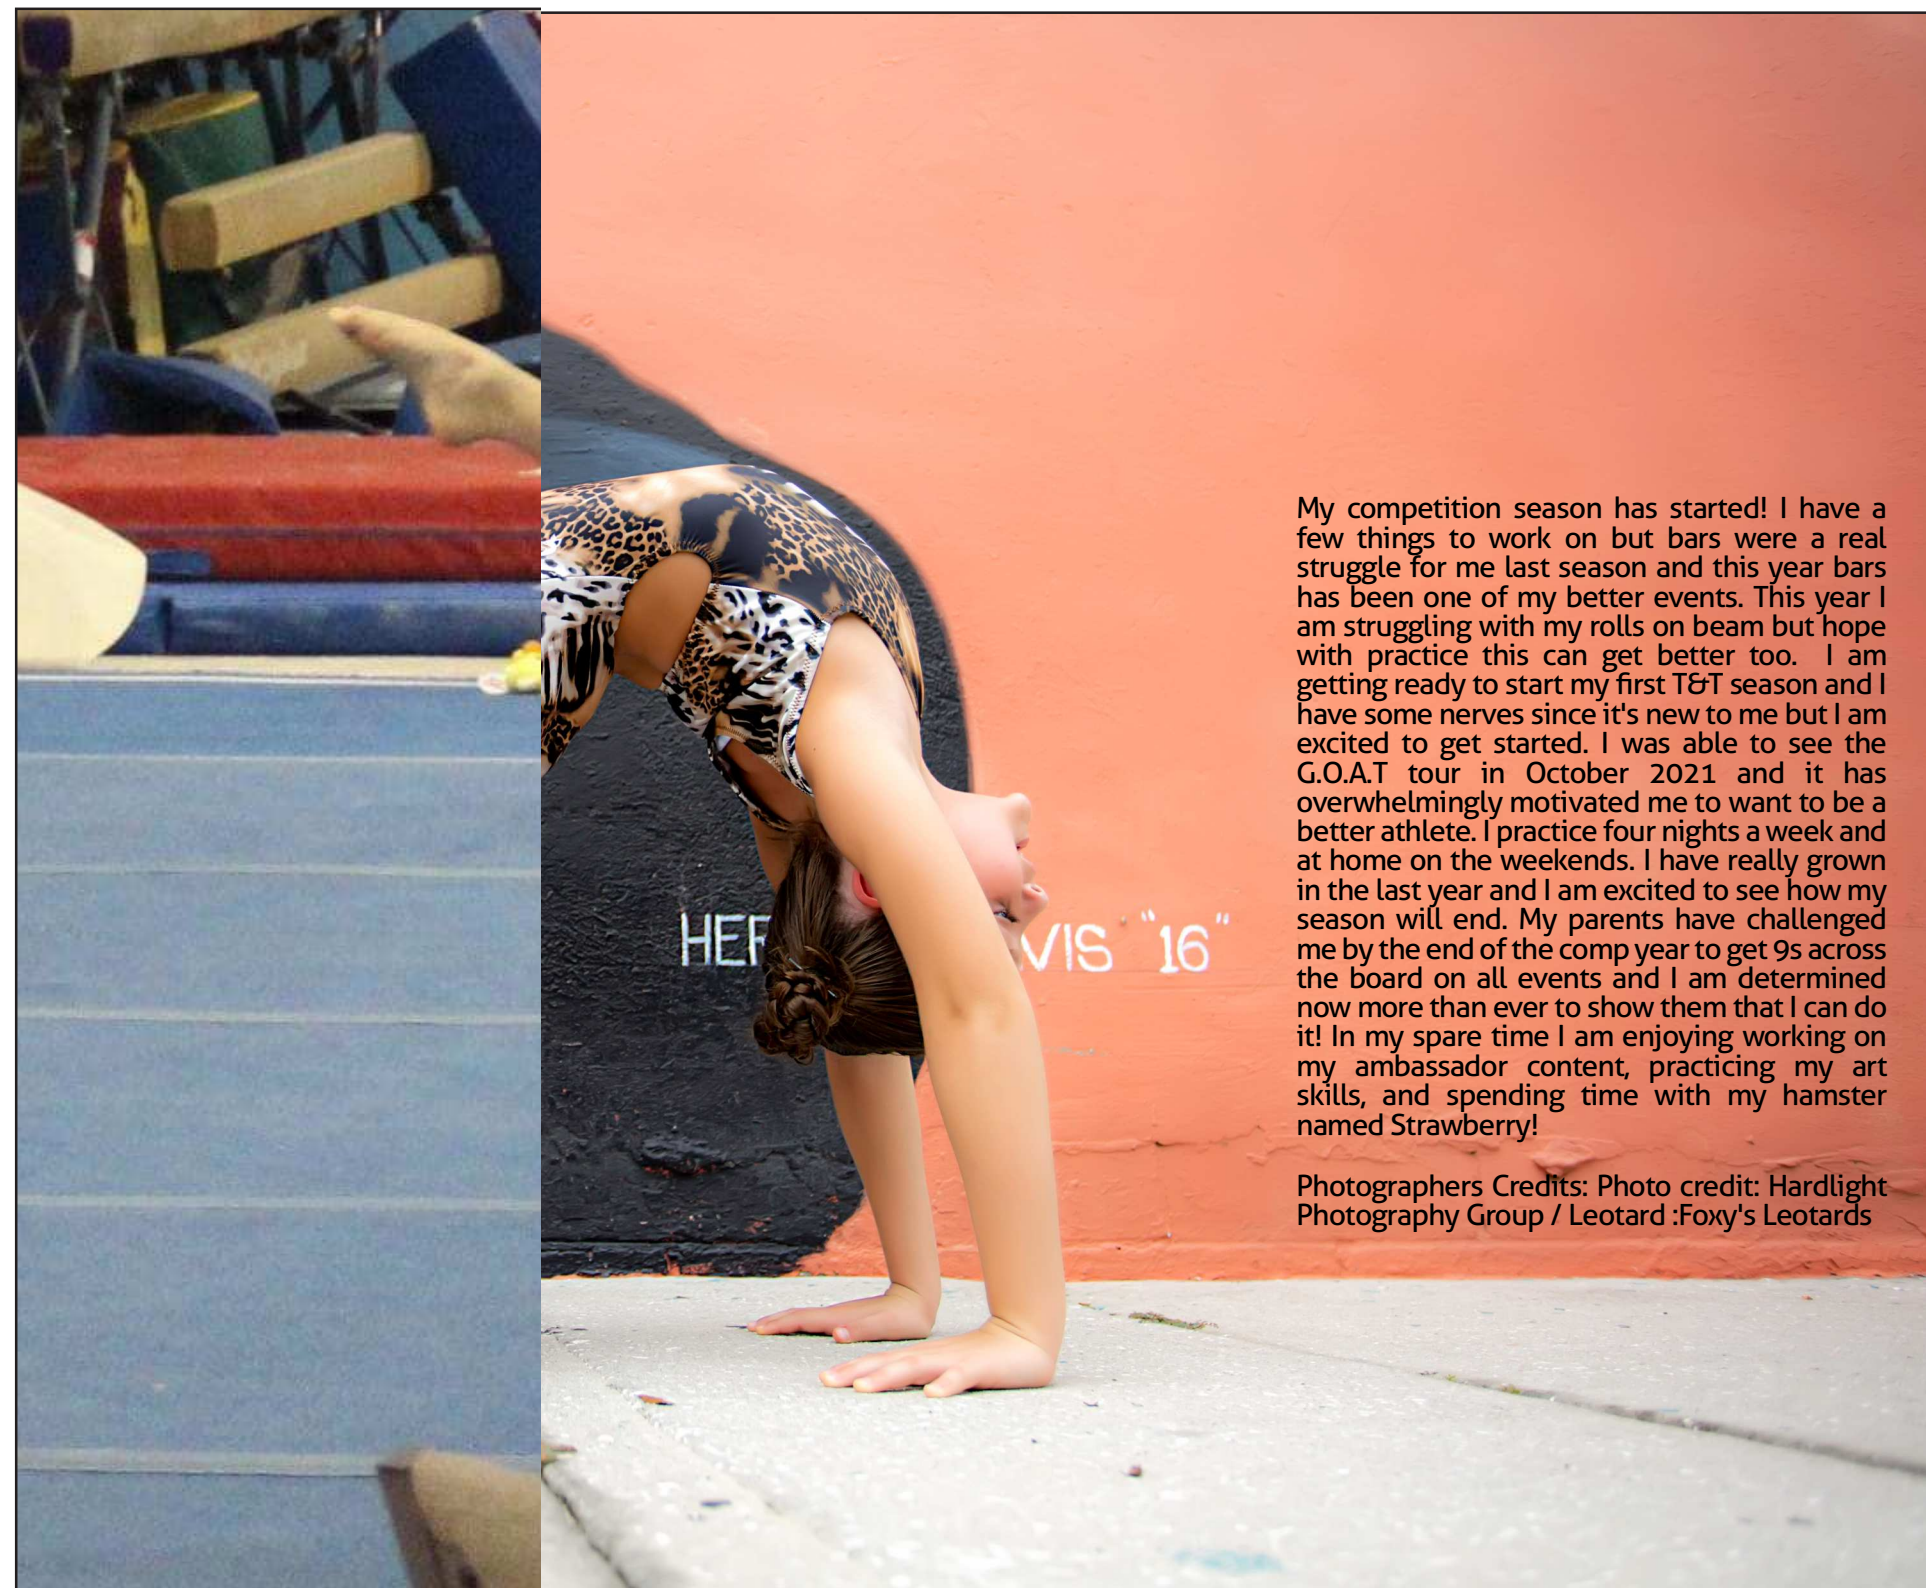 HER
VIS "16"
My competition season has started! I have a
few things to work on but bars were a real
struggle for me last season and this year bars
has been one of my better events. This year I
am struggling with my rolls on beam but hope
with practice this can get better too. I am
getting ready to start my first T&T season and I
have some nerves since it's new to me but I am
excited to get started. I was able to see the
G.O.A.T tour in October 2021 and it has
overwhelmingly motivated me to want to be a
better athlete. I practice four nights a week and
at home on the weekends. I have really grown
in the last year and I am excited to see how my
season will end. My parents have challenged
me by the end of the comp year to get 9s across
the board on all events and I am determined
now more than ever to show them that I can do
it! In my spare time I am enjoying working on
my ambassador content, practicing my art
skills, and spending time with my hamster
named Strawberry!
Photographers Credits: Photo credit: Hardlight
Photography Group / Leotard :Foxy's Leotards